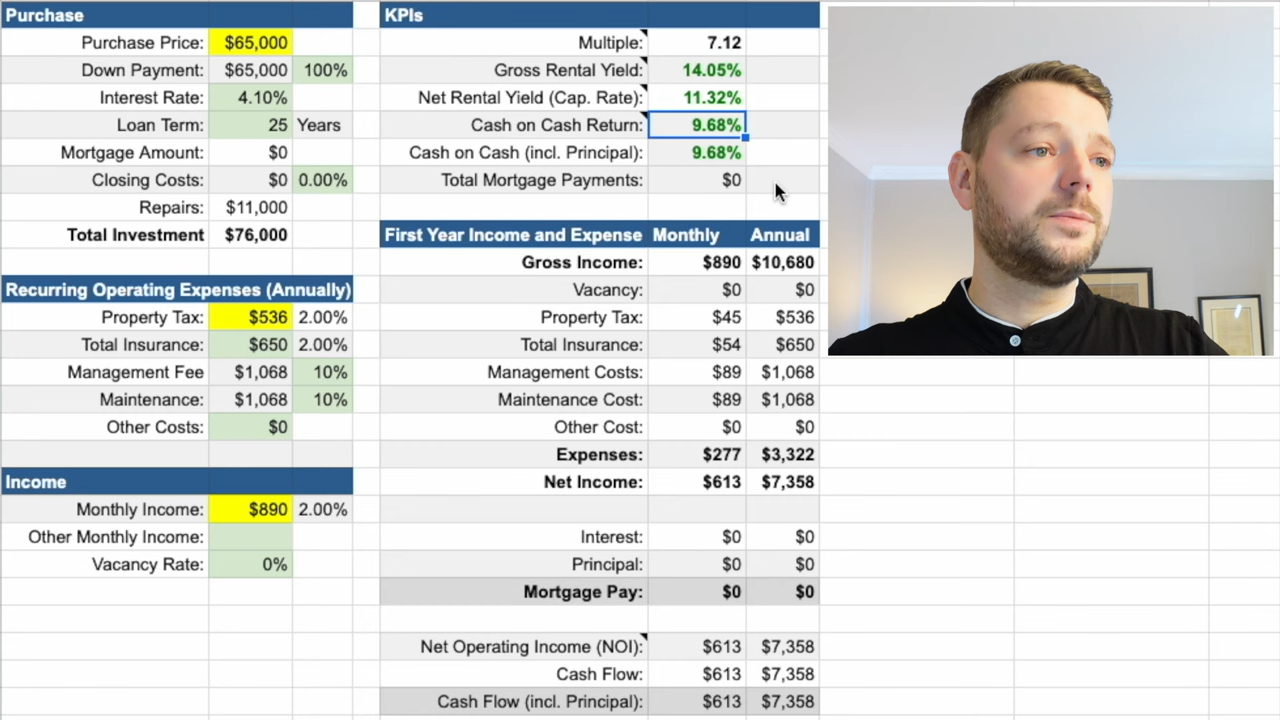 Purchase
Purchase Price: $65,000
Down Payment: $65,000 100%
Interest Rate: 4.10%
Loan Term: 25 Years
Mortgage Amount: $0
Closing Costs: $0 0.00%
Repairs: $11,000
Total Investment $76,000
Recurring Operating Expenses (Annually)
Property Tax: $536 2.00%
Total Insurance: $650 2.00%
Management Fee $1,068 10%
Maintenance: $1,068 10%
Other Costs: $0
Income
Monthly Income: $890 2.00%
Other Monthly Income:
Vacancy Rate: 0%
KPIs
Multiple: 7.12
Gross Rental Yield: 14.05%
Net Rental Yield (Cap. Rate): 11.32%
Cash on Cash Return: 9.68%
Cash on Cash (incl. Principal): 9.68%
Total Mortgage Payments: $0
First Year Income and Expense Monthly Annual
Gross Income: $890 $10,680
Vacancy: $0 $0
Property Tax: $45 $536
Total Insurance: $54 $650
Management Costs: $89 $1,068
Maintenance Cost: $89 $1,068
Other Cost: $0 $0
Expenses: $277 $3,322
Net Income: $613 $7,358
Interest: $0 $0
Principal: $0 $0
Mortgage Pay: $0 $0
Net Operating Income (NOI): $613 $7,358
Cash Flow: $613 $7,358
Cash Flow (incl. Principal): $613 $7,358